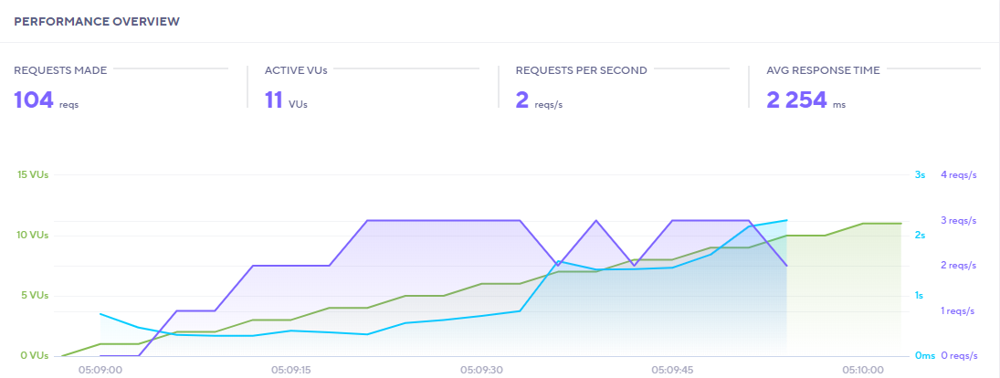 PERFORMANCE OVERVIEW
REQUESTS MADE
104 reqs
ACTIVE VUs
11 VUs
REQUESTS PER SECOND
2 reqs/s
AVG RESPONSE TIME
2 254 ms
15 VUs
3s 4 reqs/s
3 reqs/s
10 VUs
2s
2 reqs/s
5 VUs
1s
1 reqs/s
0 VUs
0ms 0 reqs/s
05:09:00 05:09:15 05:09:30 05:09:45 05:10:00